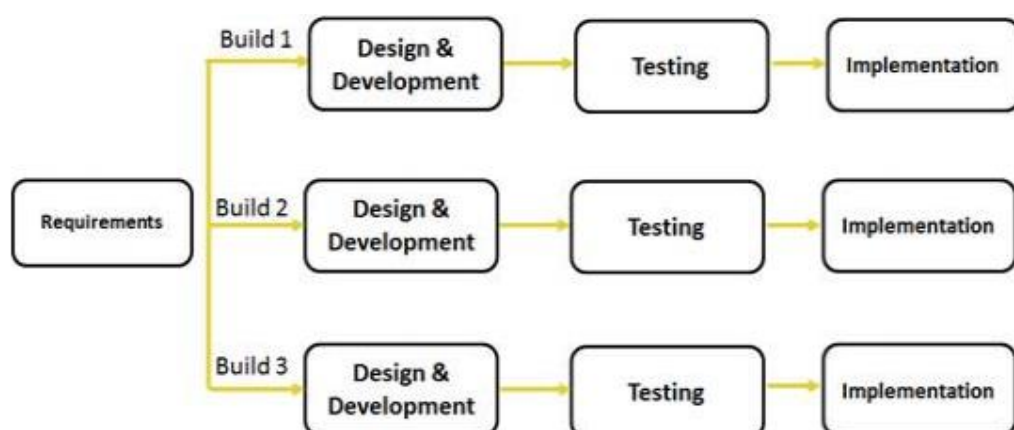 Build 1
Design &
Development
Testing
Implementation
Requirements
Build 2
Design &
Development
Testing
Implementation
Build 3
Design &
Development
Testing
Implementation